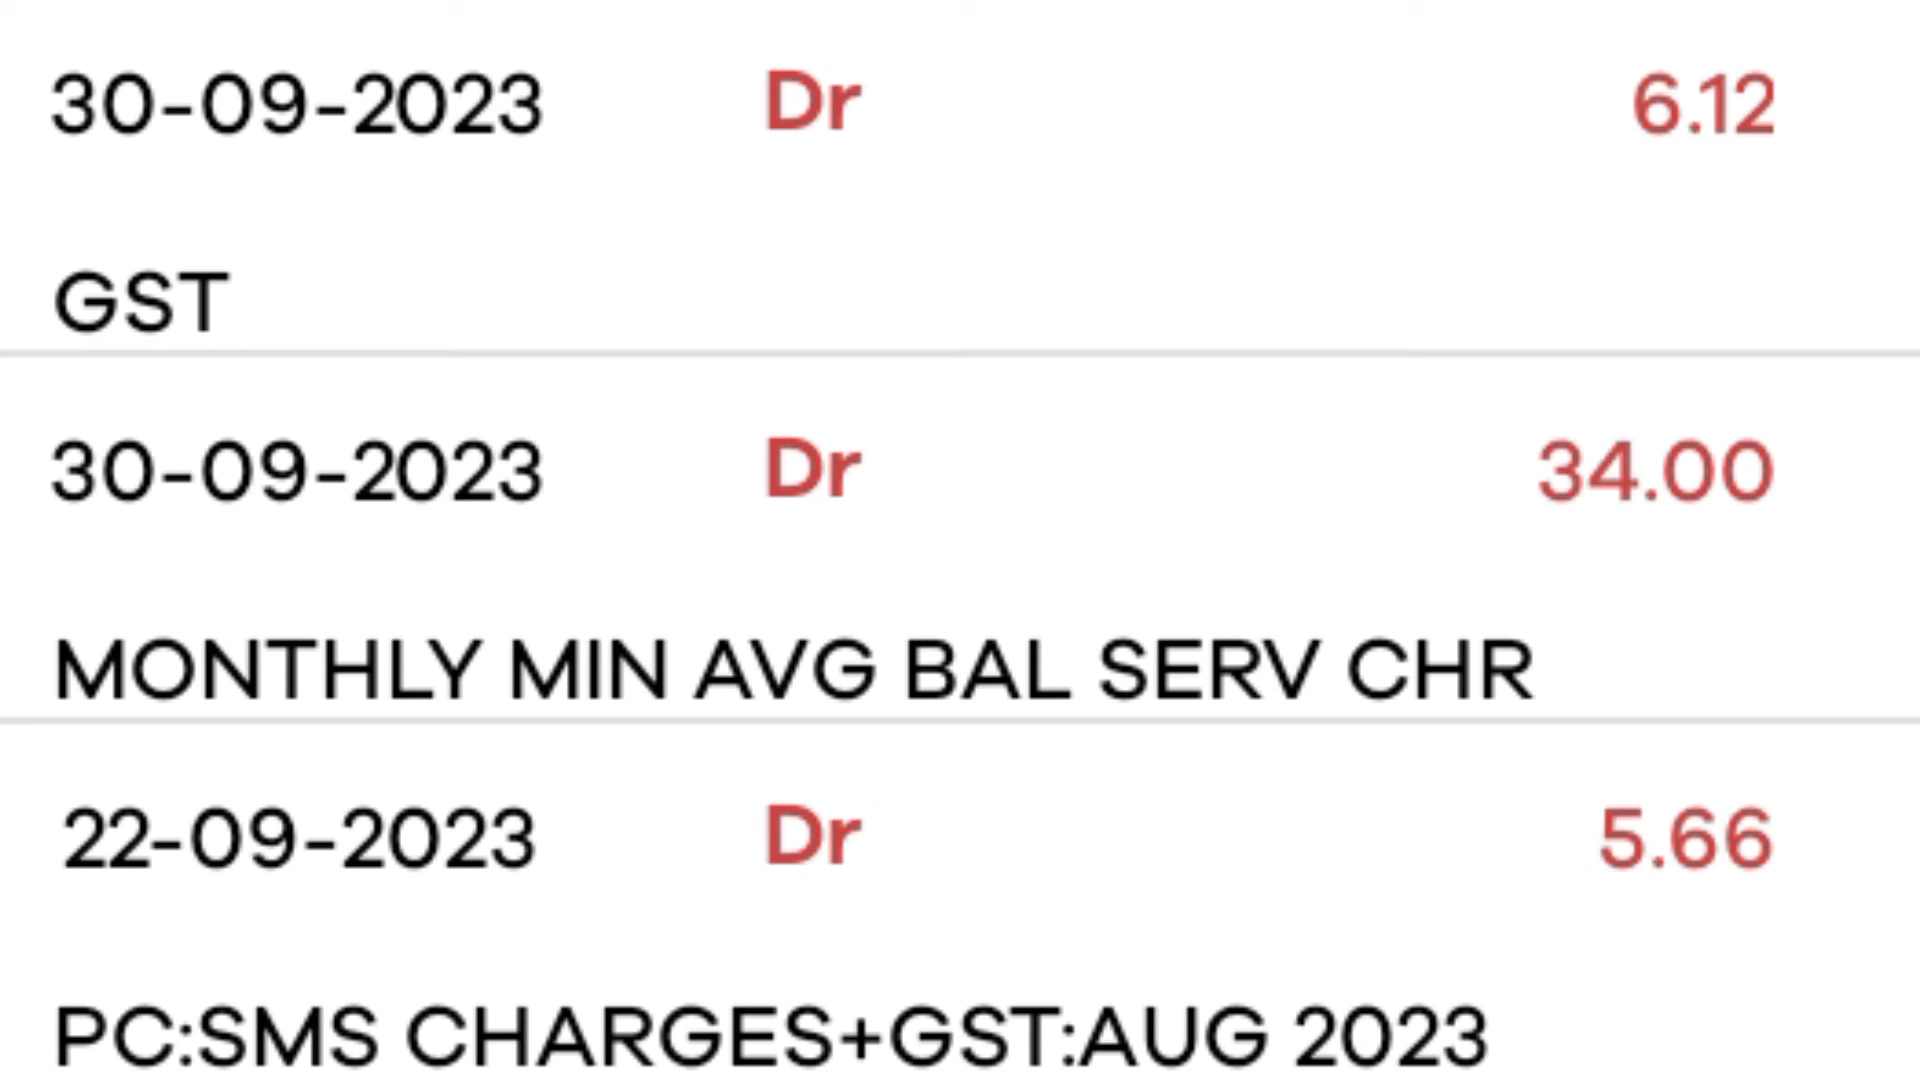 30-09-2023 Dr 6.12
GST
30-09-2023 Dr 34.00
MONTHLY MIN AVG BAL SERV CHR
22-09-2023 Dr 5.66
PC:SMS CHARGES+GST:AUG 2023